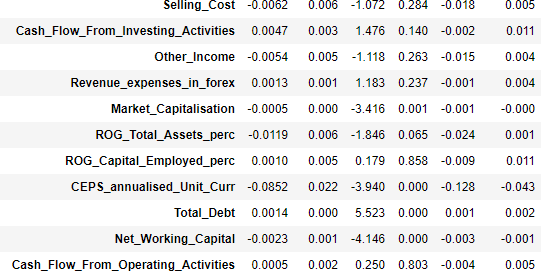 Selling_Cost -0.0062 0.006 -1.072 0.284 -0.018 0.005
Cash_Flow_From_Investing_Activities 0.0047 0.003 1.476 0.140 -0.002 0.011
Other_Income -0.0054 0.005 -1.118 0.263 -0.015 0.004
Revenue_expenses_in_forex 0.0013 0.001 1.183 0.237 -0.001 0.004
Market_Capitalisation -0.0005 0.000 -3.416 0.001 -0.001 -0.000
ROG_Total_Assets_perc -0.0119 0.006 -1.846 0.065 -0.024 0.001
ROG_Capital_Employed_perc 0.0010 0.005 0.179 0.858 -0.009 0.011
CEPS_annualised_Unit_Curr -0.0852 0.022 -3.940 0.000 -0.128 -0.043
Total_Debt 0.0014 0.000 5.523 0.000 0.001 0.002
Net_Working_Capital -0.0023 0.001 -4.146 0.000 -0.003 -0.001
Cash_Flow_From_Operating_Activities 0.0005 0.002 0.250 0.803 -0.004 0.005